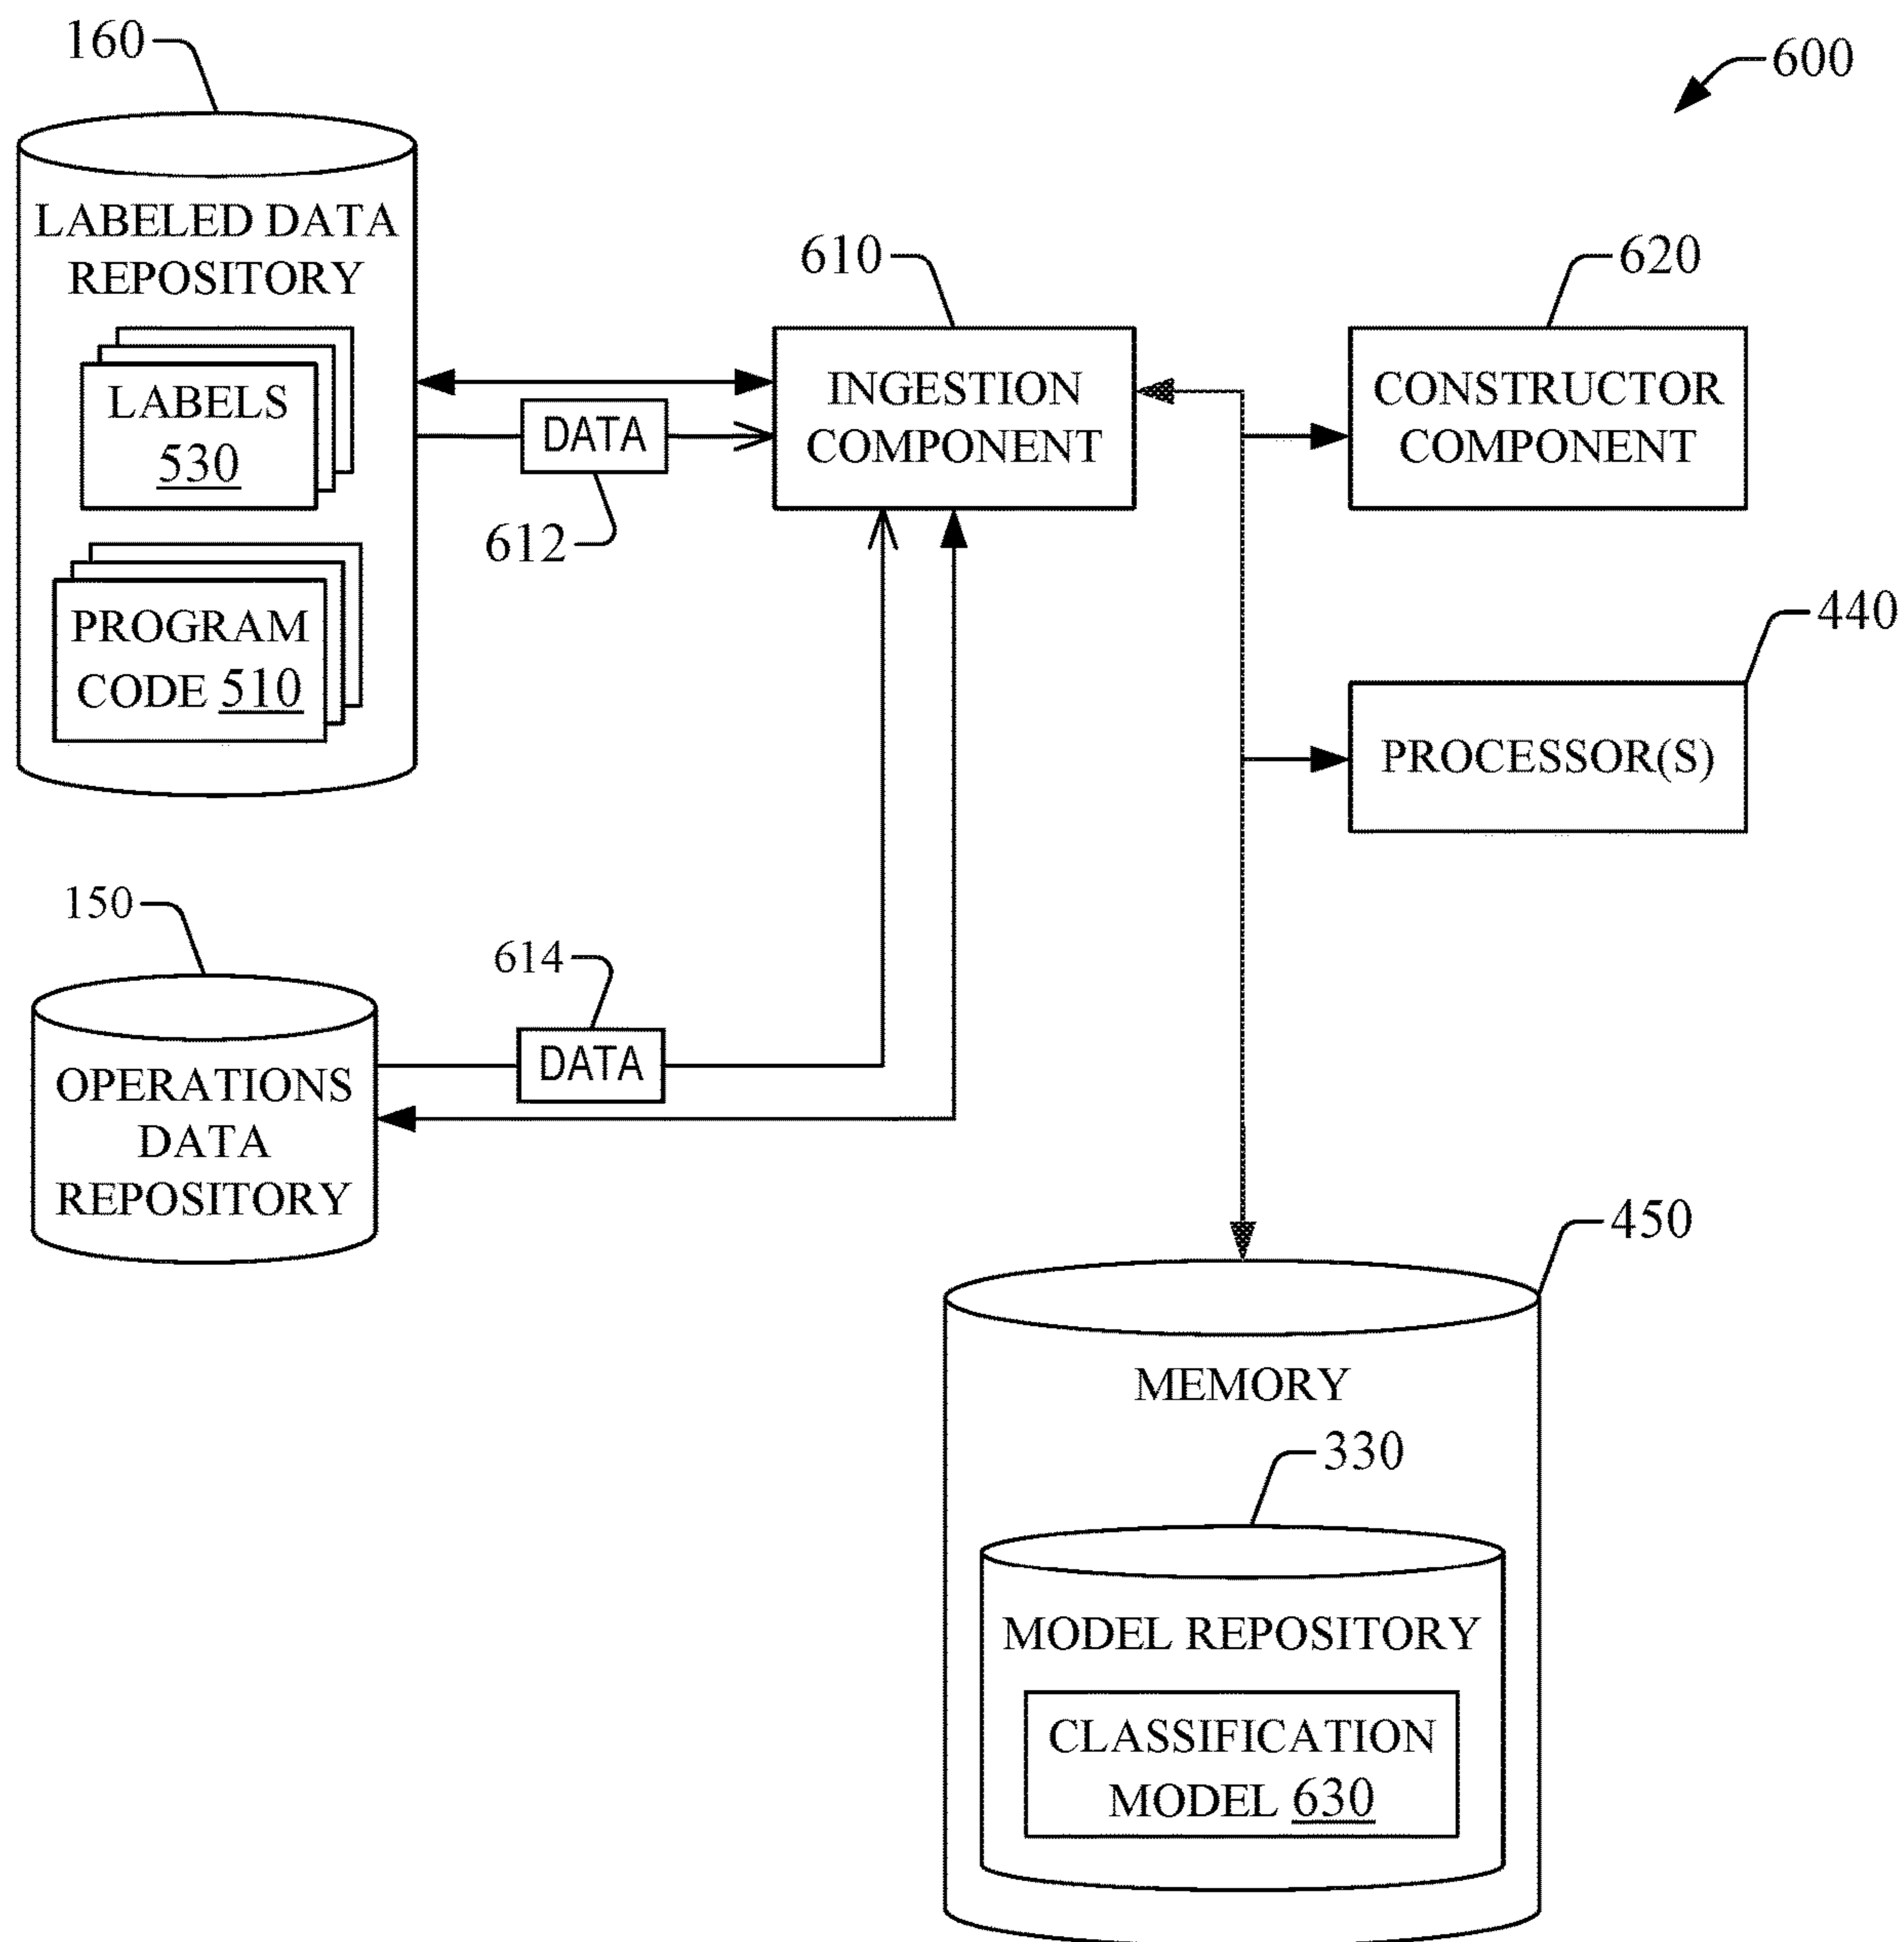 160
600
LABELED DATA
REPOSITORY
610
620
LABELS
530
DATA
INGESTION
COMPONENT
CONSTRUCTOR
COMPONENT
612
PROGRAM
CODE 510
440
PROCESSOR(S)
150
614
DATA
OPERATIONS
DATA
REPOSITORY
450
MEMORY
330
MODEL REPOSITORY
CLASSIFICATION
MODEL 630